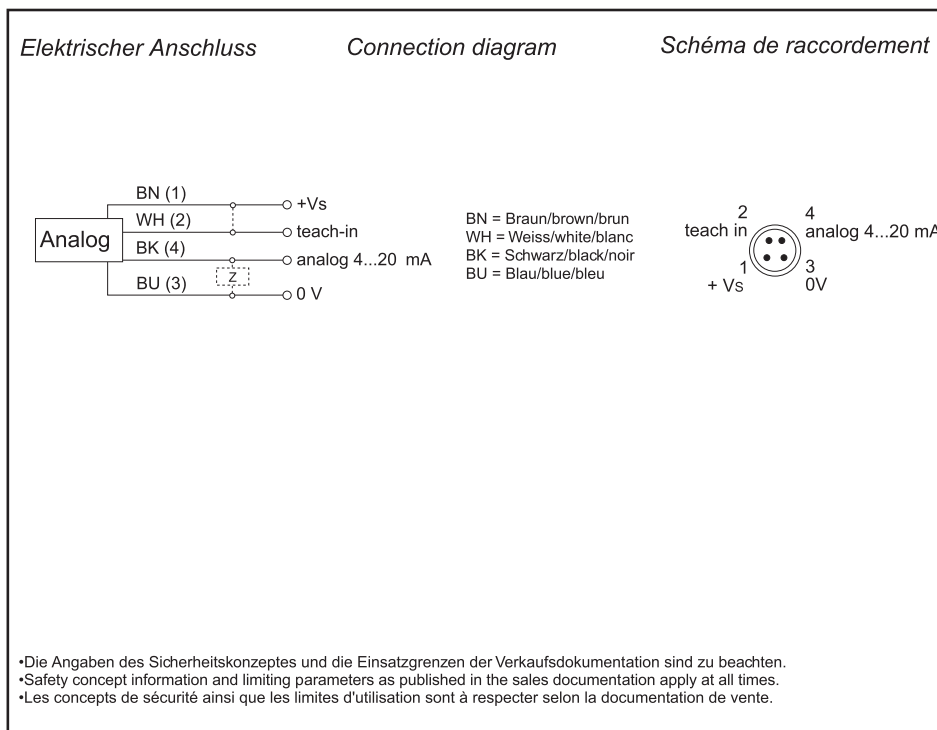 Elektrischer Anschluss
Connection diagram
Schéma de raccordement
BN (1)
+Vs
WH (2)
teach-in
Analog
BK (4)
analog 4...20 mA
Z
BU (3)
0 V
BN = Braun/brown/brun
WH = Weiss/white/blanc
BK = Schwarz/black/noir
BU = Blau/blue/bleu
2
4
teach in
analog 4...20 mA
1
3
+ Vs
0V
•Die Angaben des Sicherheitskonzeptes und die Einsatzgrenzen der Verkaufsdokumentation sind zu beachten.
•Safety concept information and limiting parameters as published in the sales documentation apply at all times.
•Les concepts de sécurité ainsi que les limites d'utilisation sont à respecter selon la documentation de vente.